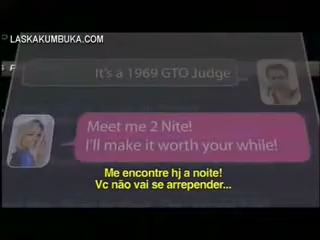 LASKAKUMBUKA.COM
It's a 1969 GTO Judge
Meet me 2 Nite!
I'll make it worth your while!
Me encontre hj a noite!
Vc não vai se arrepender...